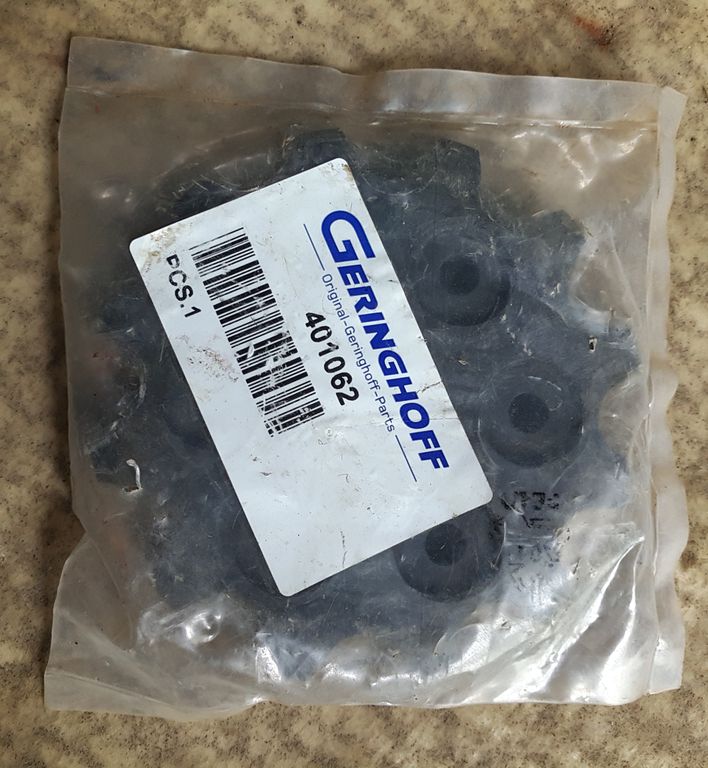 GERINGHOFF
Original-Geringhoff-Parts
401062
PCS.1